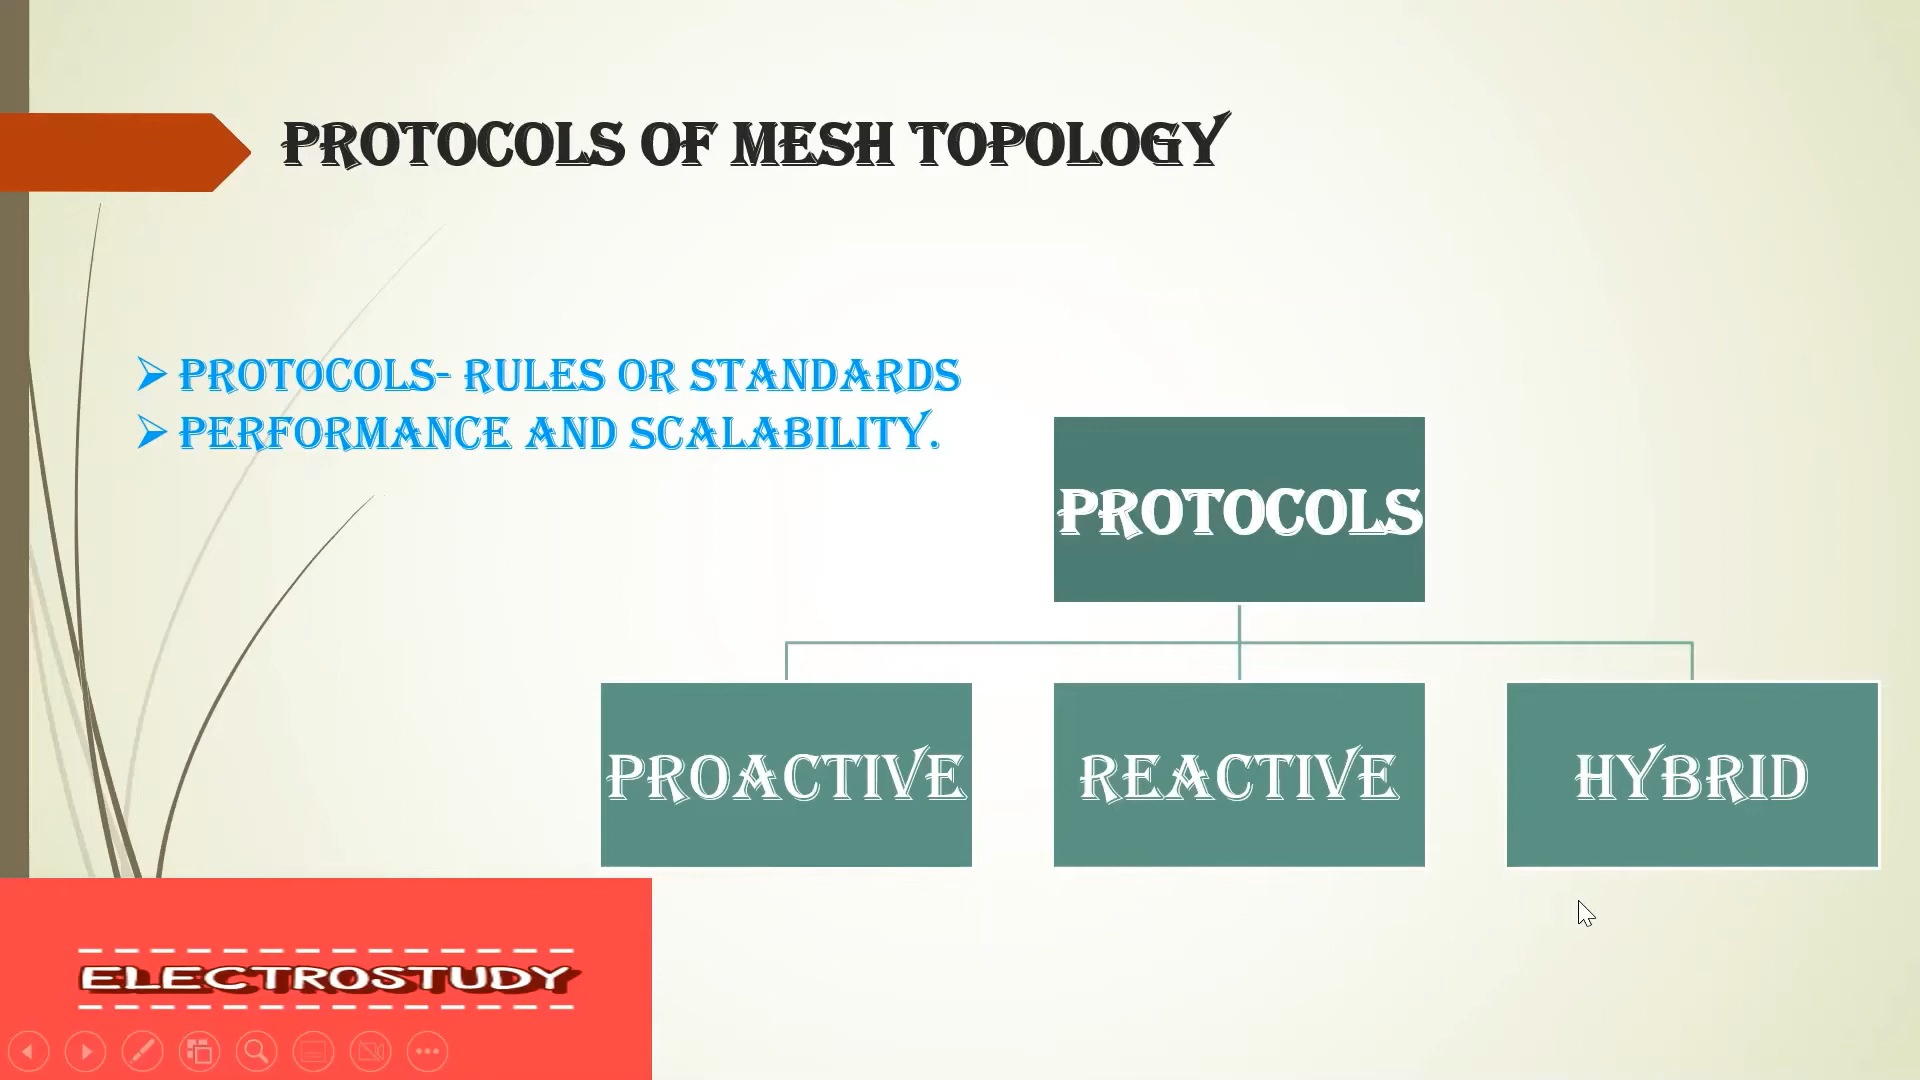 PROTOCOLS OF MESH TOPOLOGY
PROTOCOLS- RULES OR STANDARDS
PERFORMANCE AND SCALABILITY.
PROTOCOLS
PROACTIVE
REACTIVE
HYBRID
ELECTROSTUDY